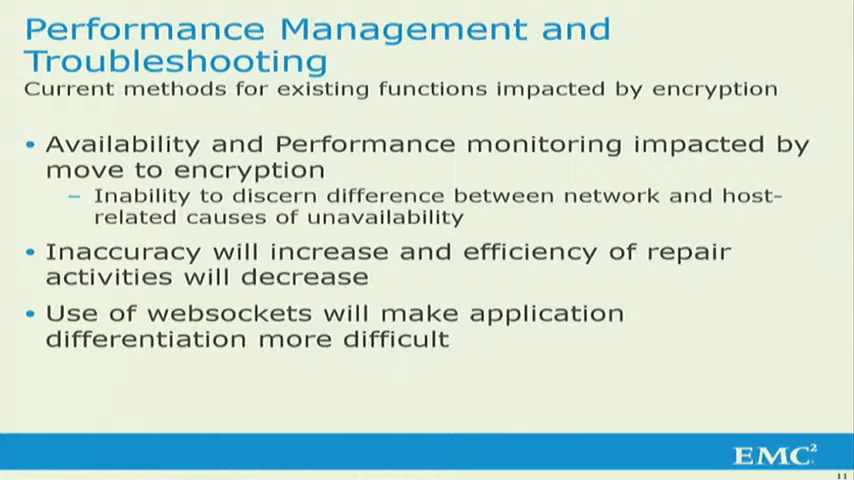 Performance Management and
Troubleshooting
Current methods for existing functions impacted by encryption
• Availability and Performance monitoring impacted by
move to encryption
– Inability to discern difference between network and host-
related causes of unavailability
• Inaccuracy will increase and efficiency of repair
activities will decrease
• Use of websockets will make application
differentiation more difficult
EMC²
11